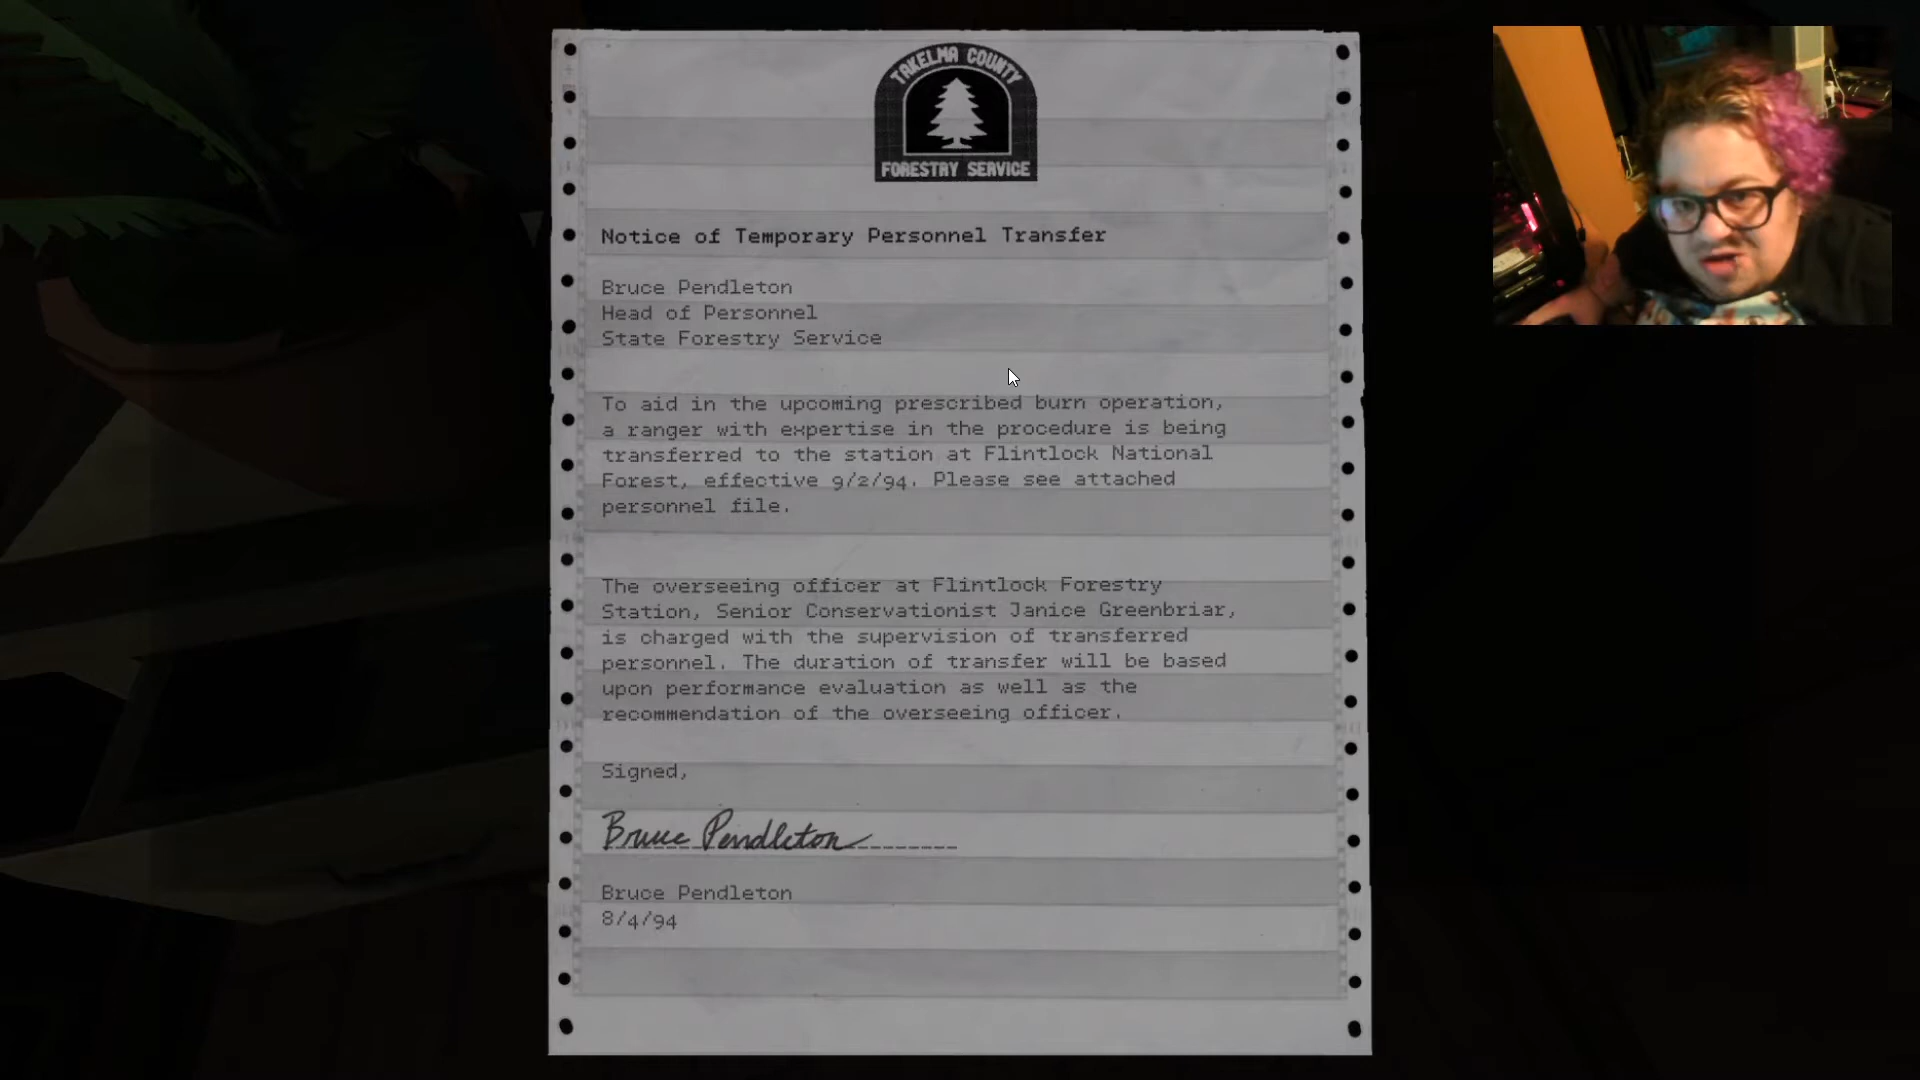 TAKELMA COUNTY
FORESTRY SERVICE
Notice of Temporary Personnel Transfer
Bruce Pendleton
Head of Personnel
State Forestry Service
To aid in the upcoming prescribed burn operation,
a ranger with expertise in the procedure is being
transferred to the station at Flintlock National
Forest, effective 9/2/94. Please see attached
personnel file.
The overseeing officer at Flintlock Forestry
Station, Senior Conservationist Janice Greenbriar,
is charged with the supervision of transferred
personnel. The duration of transfer will be based
upon performance evaluation as well as the
recommendation of the overseeing officer.
Signed,
Bruce Pendleton
Bruce Pendleton
8/4/94